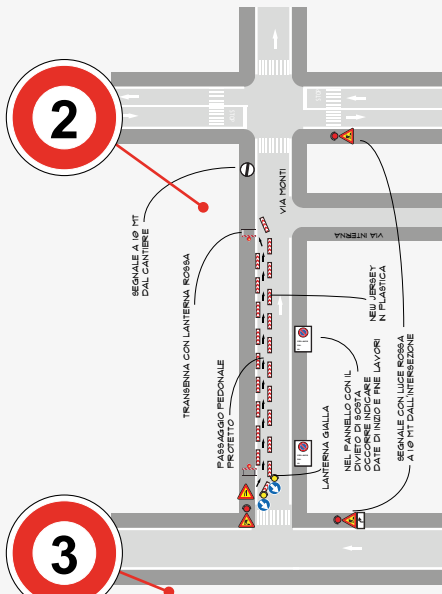 2
SEGNALE A 10 MT
DAL CANTIERE
TRANSENNA CON LANTERNA ROSSA
PASSAGGIO PEDONALE
PROTETTO
VIA MONTI
VIA INTERNA
NEW JERSEY
IN PLASTICA
LANTERNA GIALLA
NEL PANNELLO CON IL
DIVIETO DI SOSTA
OCCORRE INDICARE
DATE DI INZIO E FNE LAVORI
SEGNALE CON LUCE ROSSA
A 10 MT DALL'INTERSEZIONE
3